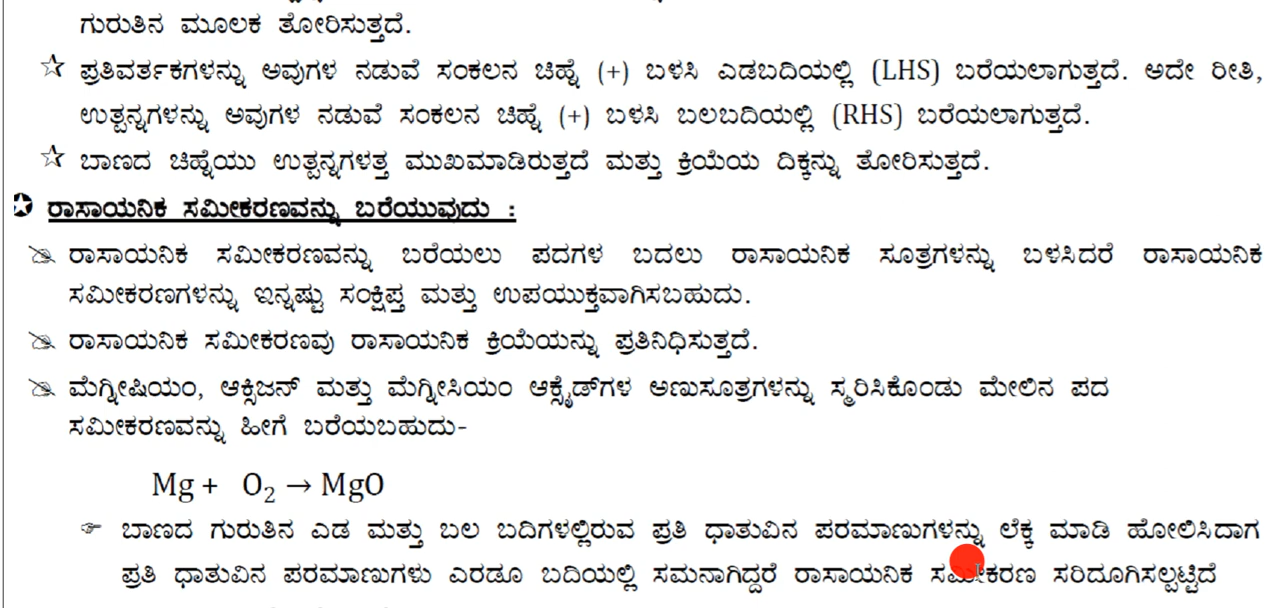 ಗುರುತಿನ ಮೂಲಕ ತೋರಿಸುತ್ತದೆ.
☆ ಪ್ರತಿವರ್ತಕಗಳನ್ನು ಅವುಗಳ ನಡುವೆ ಸಂಕಲನ ಚಿಹ್ನೆ (+) ಬಳಸಿ ಎಡಬದಿಯಲ್ಲಿ (LHS) ಬರೆಯಲಾಗುತ್ತದೆ. ಅದೇ ರೀತಿ,
ಉತ್ಪನ್ನಗಳನ್ನು ಅವುಗಳ ನಡುವೆ ಸಂಕಲನ ಚಿಹ್ನೆ (+) ಬಳಸಿ ಬಲಬದಿಯಲ್ಲಿ (RHS) ಬರೆಯಲಾಗುತ್ತದೆ.
☆ ಬಾಣದ ಚಿಹ್ನೆಯು ಉತ್ಪನ್ನಗಳತ್ತ ಮುಖಮಾಡಿರುತ್ತದೆ ಮತ್ತು ಕ್ರಿಯೆಯ ದಿಕ್ಕನ್ನು ತೋರಿಸುತ್ತದೆ.
✪ ರಾಸಾಯನಿಕ ಸಮೀಕರಣವನ್ನು ಬರೆಯುವುದು :
ರಾಸಾಯನಿಕ ಸಮೀಕರಣವನ್ನು ಬರೆಯಲು ಪದಗಳ ಬದಲು ರಾಸಾಯನಿಕ ಸೂತ್ರಗಳನ್ನು ಬಳಸಿದರೆ ರಾಸಾಯನಿಕ
ಸಮೀಕರಣಗಳನ್ನು ಇನ್ನಷ್ಟು ಸಂಕ್ಷಿಪ್ತ ಮತ್ತು ಉಪಯುಕ್ತವಾಗಿಸಬಹುದು.
ರಾಸಾಯನಿಕ ಸಮೀಕರಣವು ರಾಸಾಯನಿಕ ಕ್ರಿಯೆಯನ್ನು ಪ್ರತಿನಿಧಿಸುತ್ತದೆ.
ಮೆಗ್ನೀಷಿಯಂ, ಆಕ್ಸಿಜನ್ ಮತ್ತು ಮೆಗ್ನೀಸಿಯಂ ಆಕ್ಸೈಡ್‌ಗಳ ಅಣುಸೂತ್ರಗಳನ್ನು ಸ್ಮರಿಸಿಕೊಂಡು ಮೇಲಿನ ಪದ
ಸಮೀಕರಣವನ್ನು ಹೀಗೆ ಬರೆಯಬಹುದು-
Mg + O₂ → MgO
☞ ಬಾಣದ ಗುರುತಿನ ಎಡ ಮತ್ತು ಬಲ ಬದಿಗಳಲ್ಲಿರುವ ಪ್ರತಿ ಧಾತುವಿನ ಪರಮಾಣುಗಳನ್ನು ಲೆಕ್ಕ ಮಾಡಿ ಹೋಲಿಸಿದಾಗ
ಪ್ರತಿ ಧಾತುವಿನ ಪರಮಾಣುಗಳು ಎರಡೂ ಬದಿಯಲ್ಲಿ ಸಮನಾಗಿದ್ದರೆ ರಾಸಾಯನಿಕ ಸಮೀಕರಣ ಸರಿದೂಗಿಸಲ್ಪಟ್ಟಿದೆ